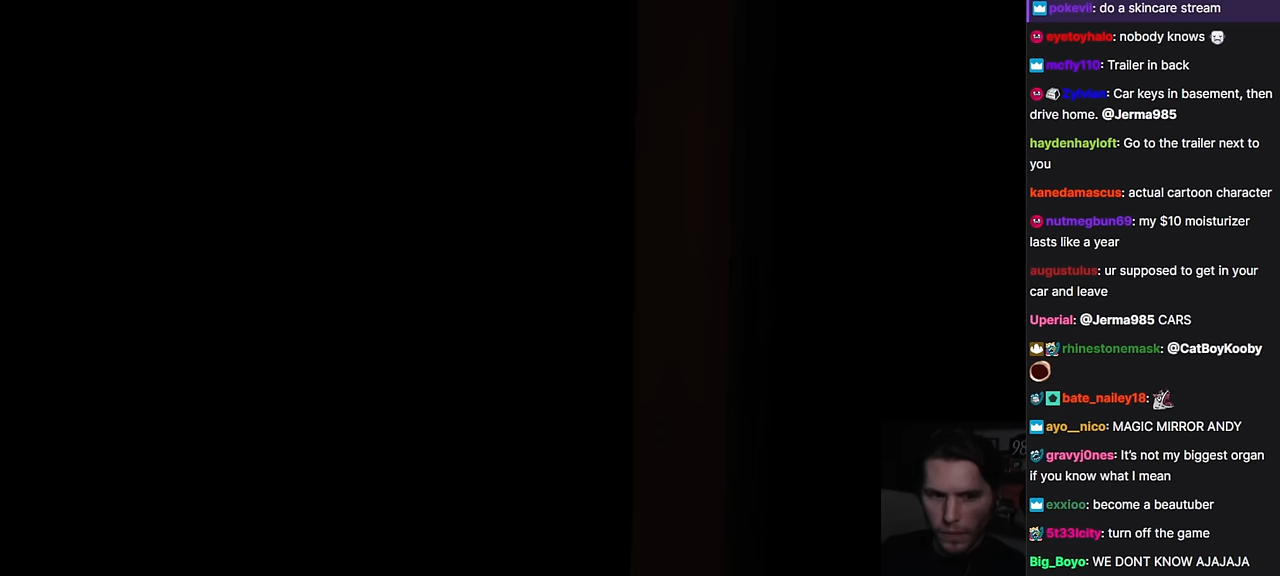 pokevii: do a skincare stream
eyetoyhalo: nobody knows
mcfly110: Trailer in back
Zylvian: Car keys in basement, then
drive home. @Jerma985
haydenhayloft: Go to the trailer next to
you
kanedamascus: actual cartoon character
nutmegbun69: my $10 moisturizer
lasts like a year
augustulus: ur supposed to get in your
car and leave
Uperial: @Jerma985 CARS
rhinestonemask: @CatBoyKooby
bate_nailey18:
ayo__nico: MAGIC MIRROR ANDY
gravyj0nes: It's not my biggest organ
if you know what I mean
98
exxioo: become a beautuber
5t33lcity: turn off the game
Big_Boyo: WE DONT KNOW AJAJAJA